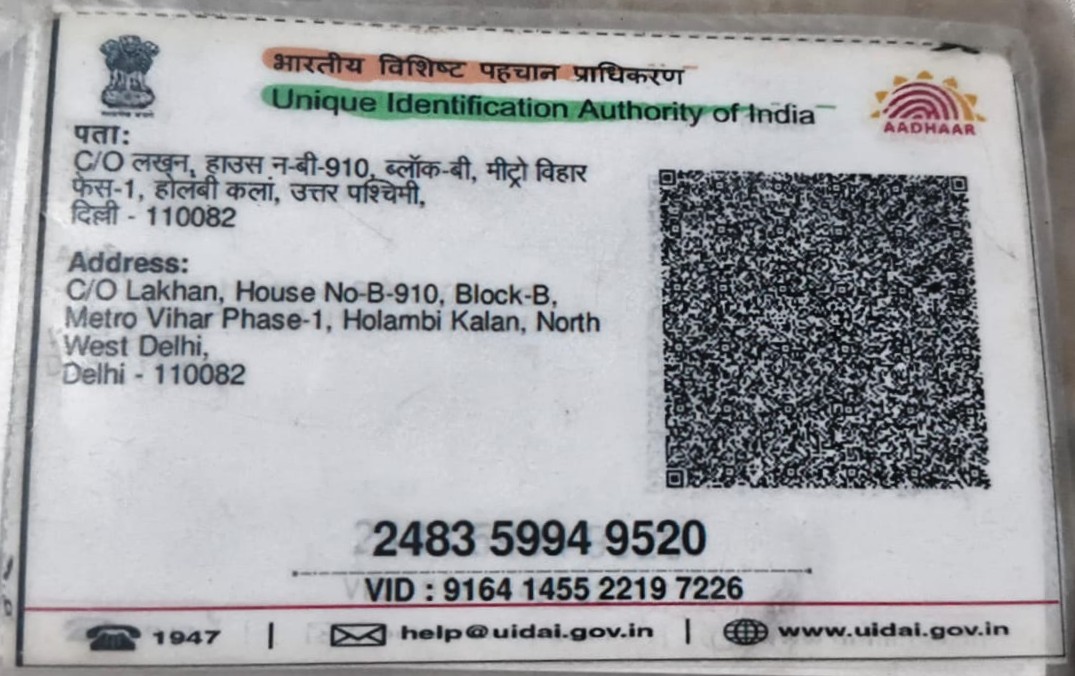 भारतीय विशिष्ट पहचान प्राधिकरण
Unique Identification Authority of India
AADHAAR
पता:
C/O लखन, हाउस न-बी-910, ब्लॉक-बी, मीट्रो विहार
फेस-1, होलंबी कलां, उत्तर पश्चिमी,
दिल्ली - 110082
Address:
C/O Lakhan, House No-B-910, Block-B,
Metro Vihar Phase-1, Holambi Kalan, North
West Delhi,
Delhi - 110082
2483 5994 9520
VID : 9164 1455 2219 7226
1947 | help@uidai.gov.in | www.uidai.gov.in